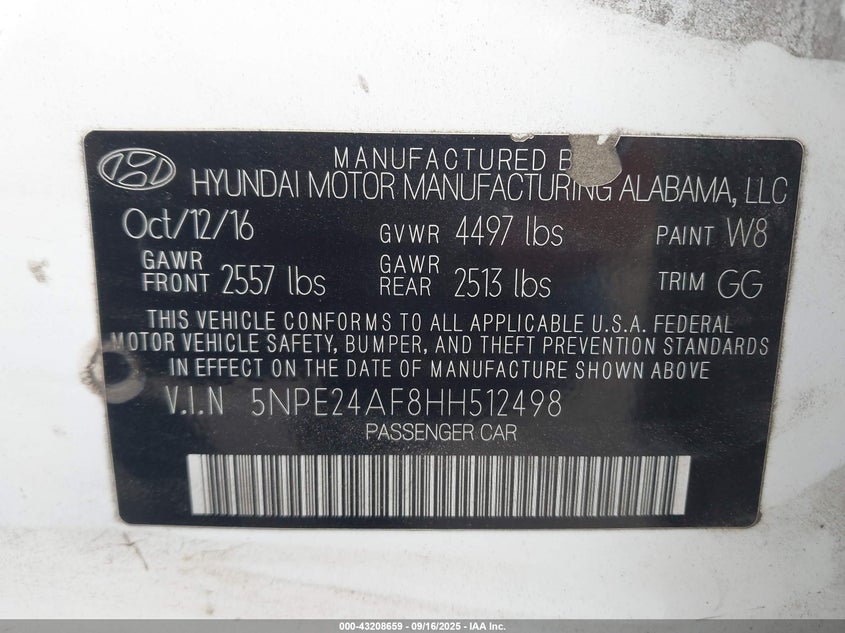 MANUFACTURED B
HYUNDAI MOTOR MANUFACTURING ALABAMA, LLC
Oct/12/16 GVWR 4497 lbs PAINT W8
GAWR FRONT 2557 lbs GAWR REAR 2513 lbs TRIM GG
THIS VEHICLE CONFORMS TO ALL APPLICABLE U.S.A. FEDERAL
MOTOR VEHICLE SAFETY, BUMPER, AND THEFT PREVENTION STANDARDS
IN EFFECT ON THE DATE OF MANUFACTURE SHOWN ABOVE
V.I.N 5NPE24AF8HH512498
PASSENGER CAR
000-43208659 - 09/16/2025 - IAA Inc.